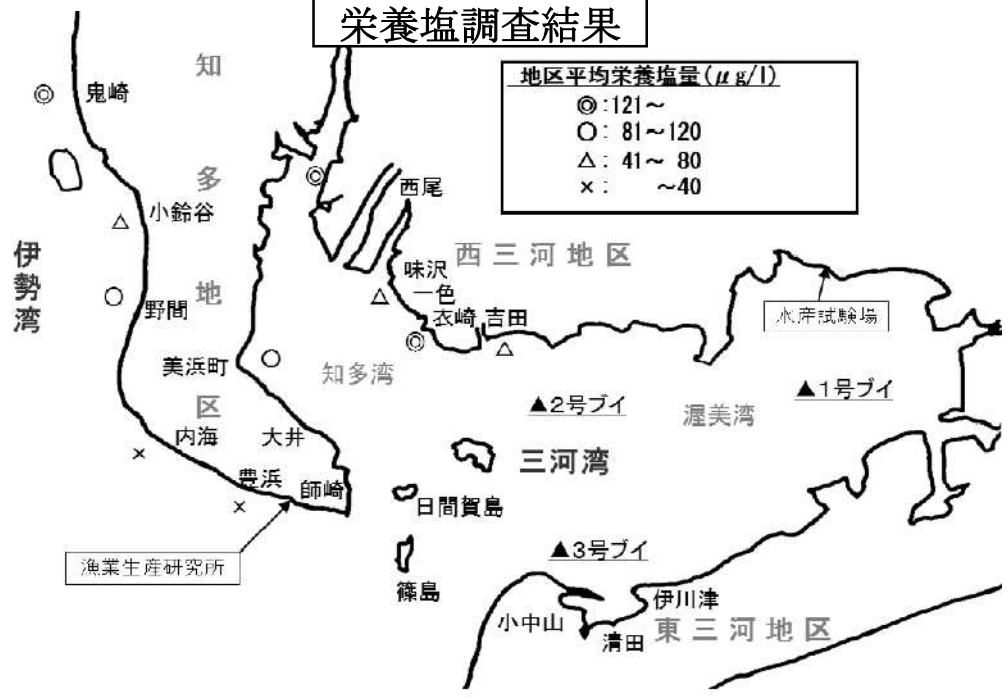 栄養塩調査結果
地区平均栄養塩量(μg/l)
◎:121～
○: 81～120
△: 41～ 80
×: ～40
知多地区
鬼崎
小鈴谷
伊勢湾
野間
美浜町
内海
大井
豊浜
師崎
漁業生産研究所
西尾
西三河地区
味沢
一色
衣崎
吉田
水産試験場
知多湾
▲2号ブイ
渥美湾
▲1号ブイ
三河湾
日間賀島
▲3号ブイ
篠島
小中山
伊川津
清田
東三河地区